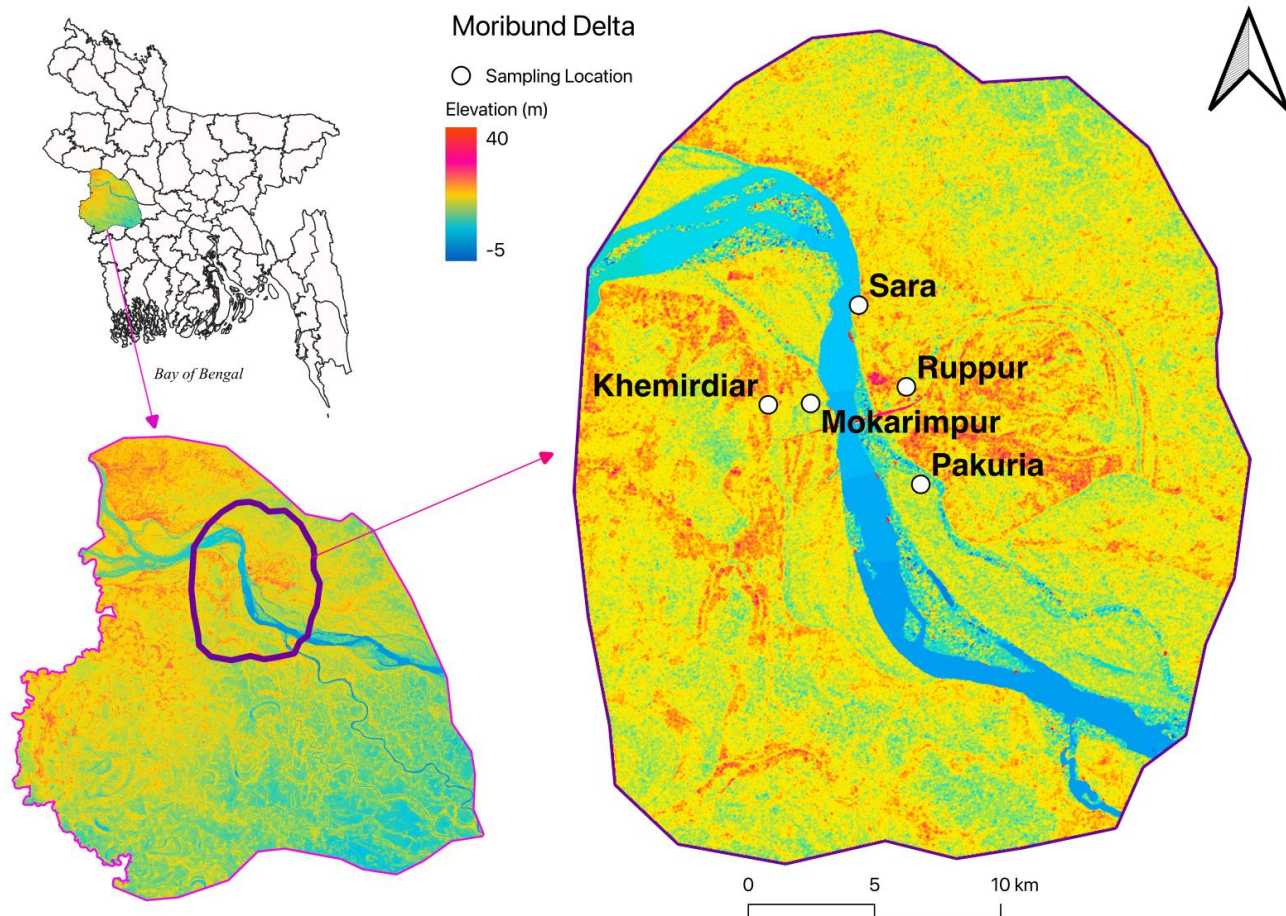 Moribund Delta
Sampling Location
Elevation (m)
40
-5
Bay of Bengal
Sara
Ruppur
Khemirdiar
Mokarimpur
Pakuria
0 5 10 km